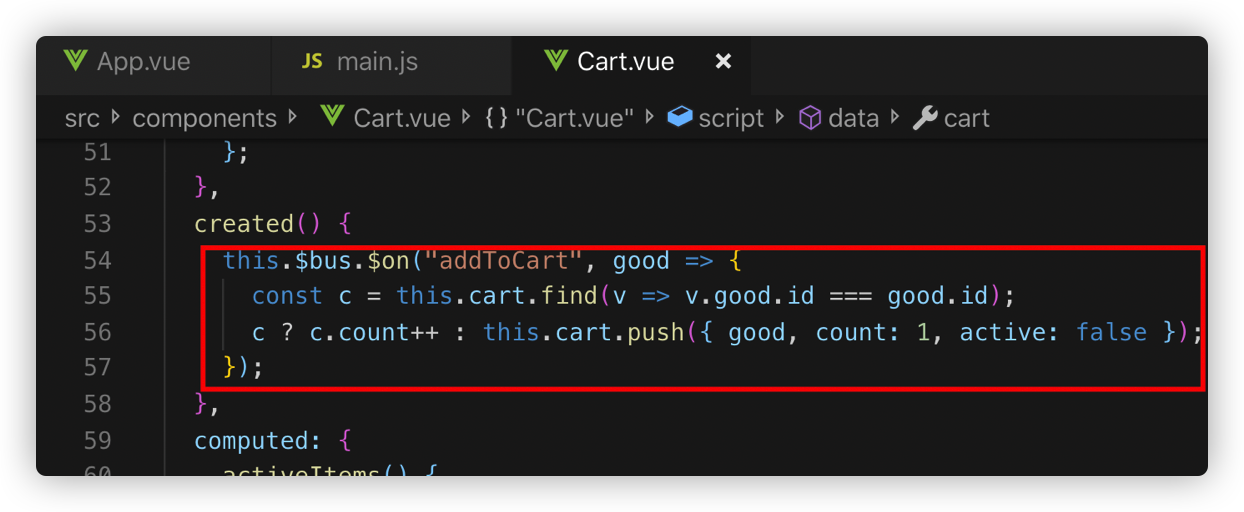 App.vue JS main.js Cart.vue ×
src components Cart.vue {} "Cart.vue" script data cart
51 };
52 },
53 created() {
54 this.$bus.$on("addToCart", good => {
55 const c = this.cart.find(v => v.good.id === good.id);
56 c ? c.count++ : this.cart.push({ good, count: 1, active: false });
57 });
58 },
59 computed: {
60 activeItems() {